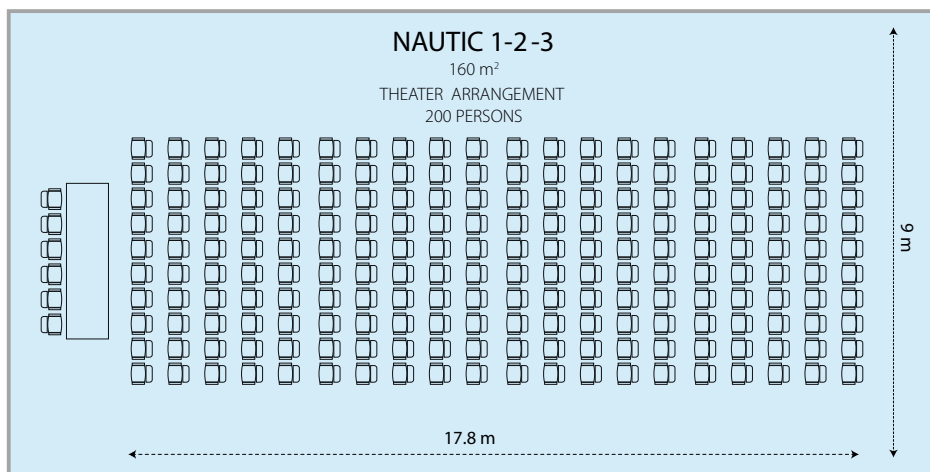 NAUTIC 1-2-3
160 m²
THEATER ARRANGEMENT
200 PERSONS
9 m
17.8 m